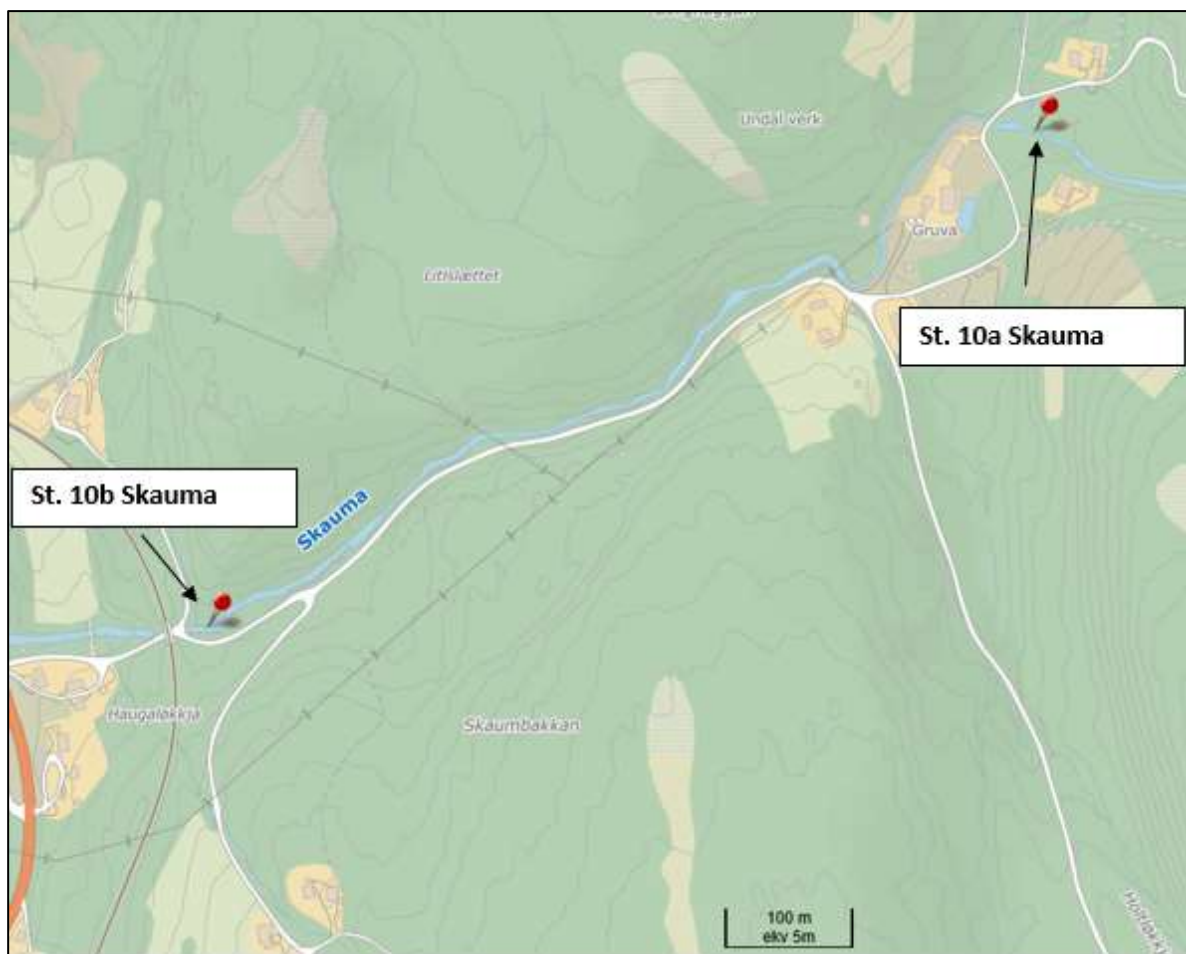 Undal verk
Gruva
Litlslættet
St. 10a Skauma
St. 10b Skauma
Skauma
Haugaløkkja
Skaumbakkan
100 m
ekv 5m